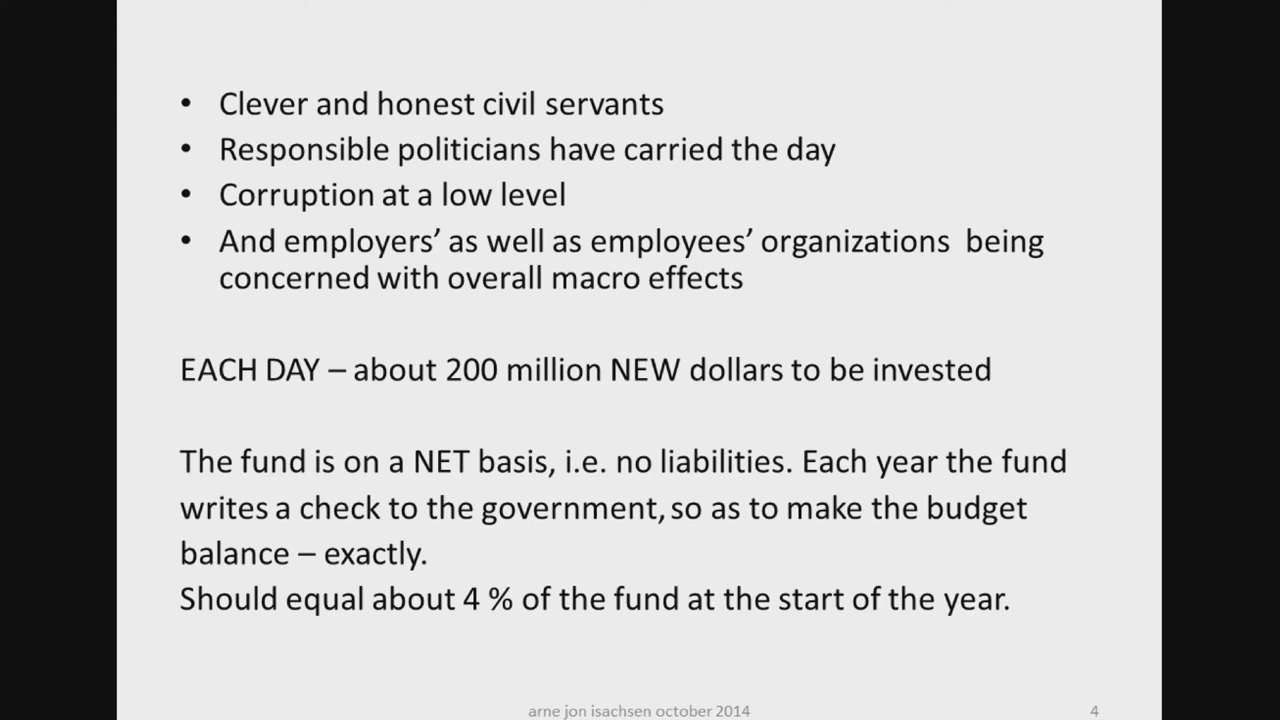 • Clever and honest civil servants
• Responsible politicians have carried the day
• Corruption at a low level
• And employers’ as well as employees’ organizations  being
concerned with overall macro effects
EACH DAY – about 200 million NEW dollars to be invested
The fund is on a NET basis, i.e. no liabilities. Each year the fund
writes a check to the government, so as to make the budget
balance – exactly.
Should equal about 4 % of the fund at the start of the year.
arne jon isachsen october 2014
4